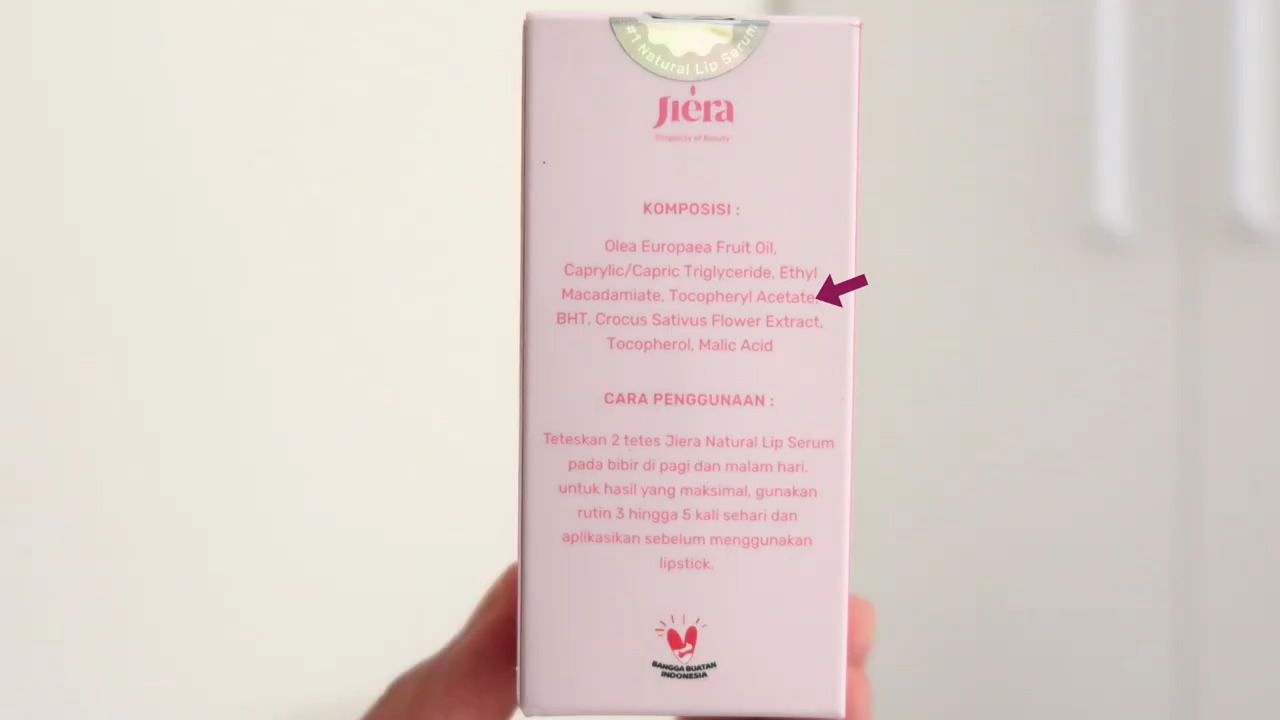 #1 Natural Lip Serum
Jiera
Simplicity of Beauty
KOMPOSISI :
Olea Europaea Fruit Oil,
Caprylic/Capric Triglyceride, Ethyl
Macadamiate, Tocopheryl Acetate,
BHT, Crocus Sativus Flower Extract,
Tocopherol, Malic Acid
CARA PENGGUNAAN :
Teteskan 2 tetes Jiera Natural Lip Serum
pada bibir di pagi dan malam hari.
untuk hasil yang maksimal, gunakan
rutin 3 hingga 5 kali sehari dan
aplikasikan sebelum menggunakan
lipstick.
BANGGA BUATAN
INDONESIA